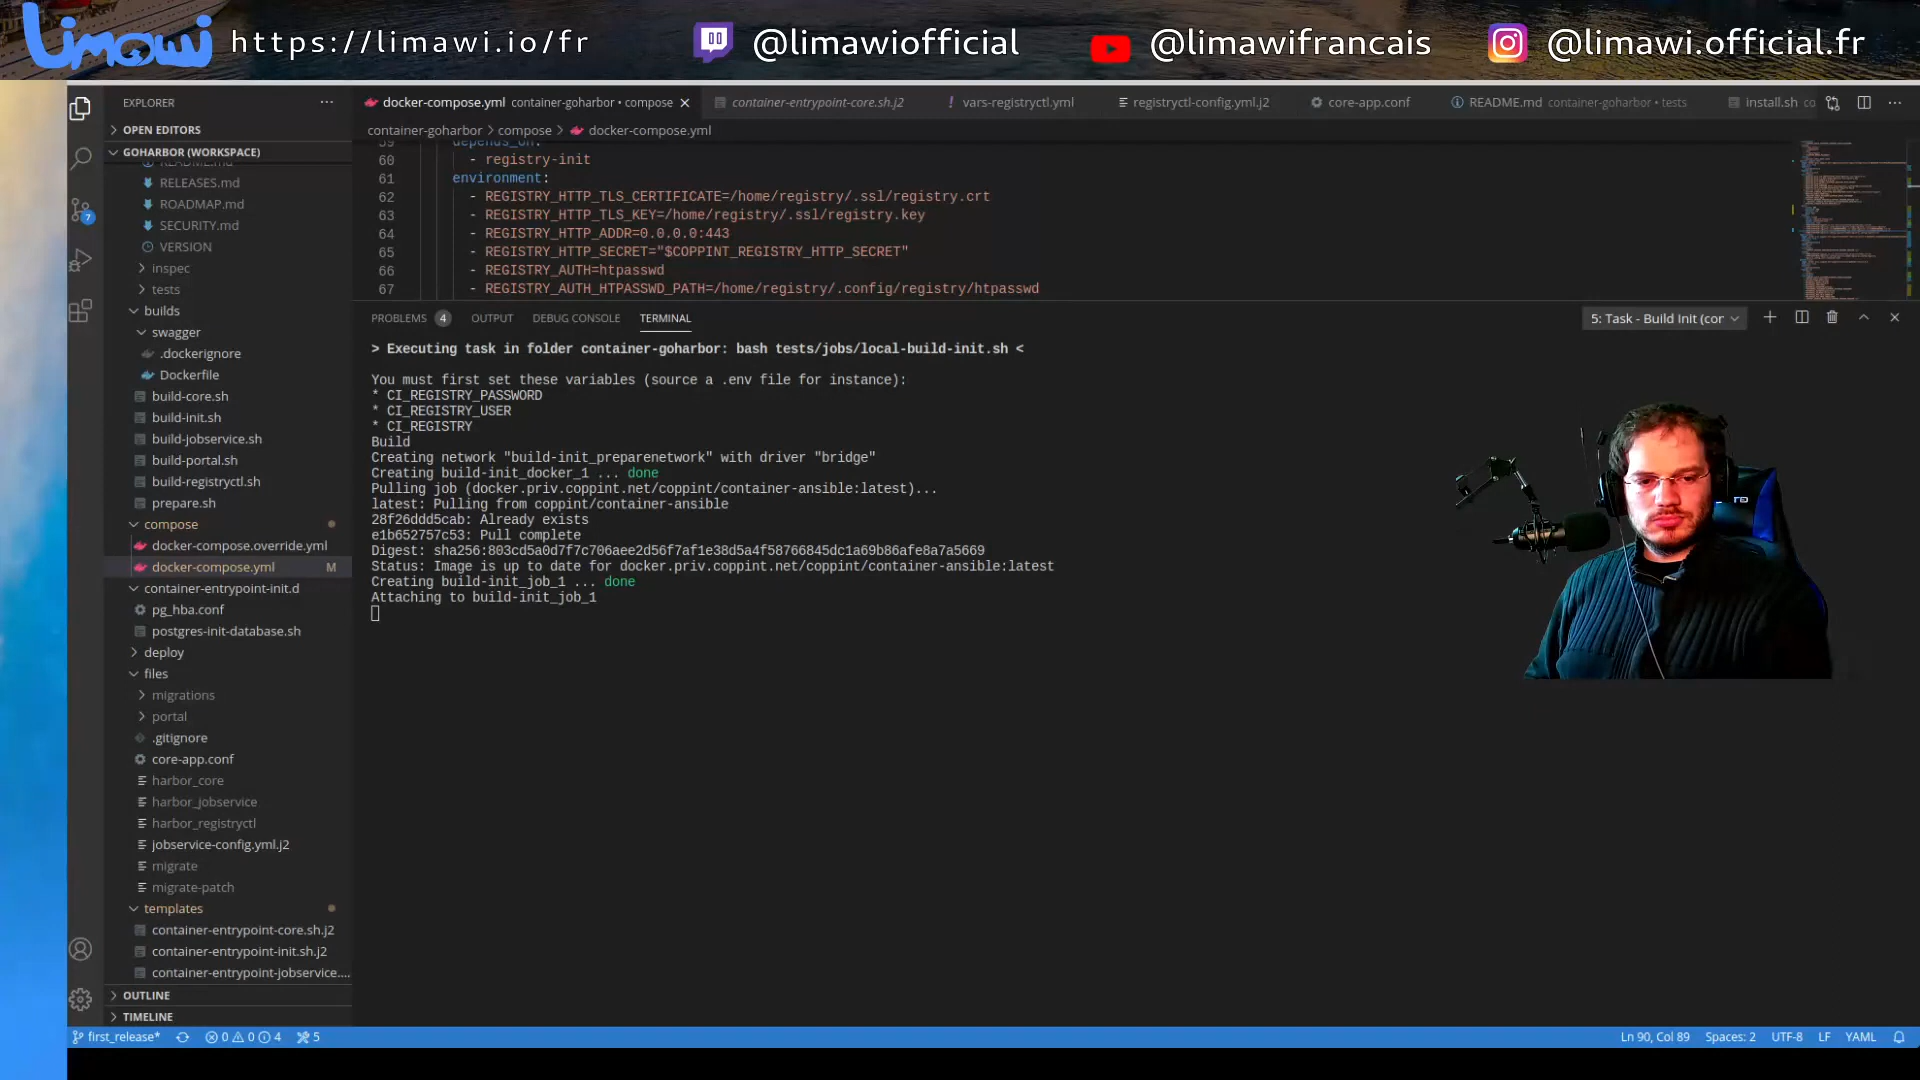 Limawi
https://limawi.io/fr
@limawiofficial
@limawifrancais
@limawi.official.fr
EXPLORER
docker-compose.yml container-goharbor • compose
container-entrypoint-core.sh.j2
! vars-registryctl.yml
registryctl-config.yml.j2
core-app.conf
README.md container-goharbor • tests
install.sh co
OPEN EDITORS
container-goharbor > compose > docker-compose.yml
GOHARBOR (WORKSPACE)
README.md
RELEASES.md
ROADMAP.md
SECURITY.md
VERSION
inspec
tests
builds
swagger
.dockerignore
Dockerfile
build-core.sh
build-init.sh
build-jobservice.sh
build-portal.sh
build-registryctl.sh
prepare.sh
compose
docker-compose.override.yml
docker-compose.yml M
container-entrypoint-init.d
pg_hba.conf
postgres-init-database.sh
deploy
files
migrations
portal
.gitignore
core-app.conf
harbor_core
harbor_jobservice
harbor_registryctl
jobservice-config.yml.j2
migrate
migrate-patch
templates
container-entrypoint-core.sh.j2
container-entrypoint-init.sh.j2
container-entrypoint-jobservice....
OUTLINE
TIMELINE
7
59 depends_on:
60 - registry-init
61 environment:
62 - REGISTRY_HTTP_TLS_CERTIFICATE=/home/registry/.ssl/registry.crt
63 - REGISTRY_HTTP_TLS_KEY=/home/registry/.ssl/registry.key
64 - REGISTRY_HTTP_ADDR=0.0.0.0:443
65 - REGISTRY_HTTP_SECRET="$COPPINT_REGISTRY_HTTP_SECRET"
66 - REGISTRY_AUTH=htpasswd
67 - REGISTRY_AUTH_HTPASSWD_PATH=/home/registry/.config/registry/htpasswd
PROBLEMS 4 OUTPUT DEBUG CONSOLE TERMINAL
5: Task - Build Init (cor
> Executing task in folder container-goharbor: bash tests/jobs/local-build-init.sh <
You must first set these variables (source a .env file for instance):
* CI_REGISTRY_PASSWORD
* CI_REGISTRY_USER
* CI_REGISTRY
Build
Creating network "build-init_preparenetwork" with driver "bridge"
Creating build-init_docker_1 ... done
Pulling job (docker.priv.coppint.net/coppint/container-ansible:latest)...
latest: Pulling from coppint/container-ansible
28f26ddd5cab: Already exists
e1b652757c53: Pull complete
Digest: sha256:803cd5a0d7f7c706aee2d56f7af1e38d5a4f58766845dc1a69b86afe8a7a5669
Status: Image is up to date for docker.priv.coppint.net/coppint/container-ansible:latest
Creating build-init_job_1 ... done
Attaching to build-init_job_1
first_release* 0 0 4 5
Ln 90, Col 89 Spaces: 2 UTF-8 LF YAML